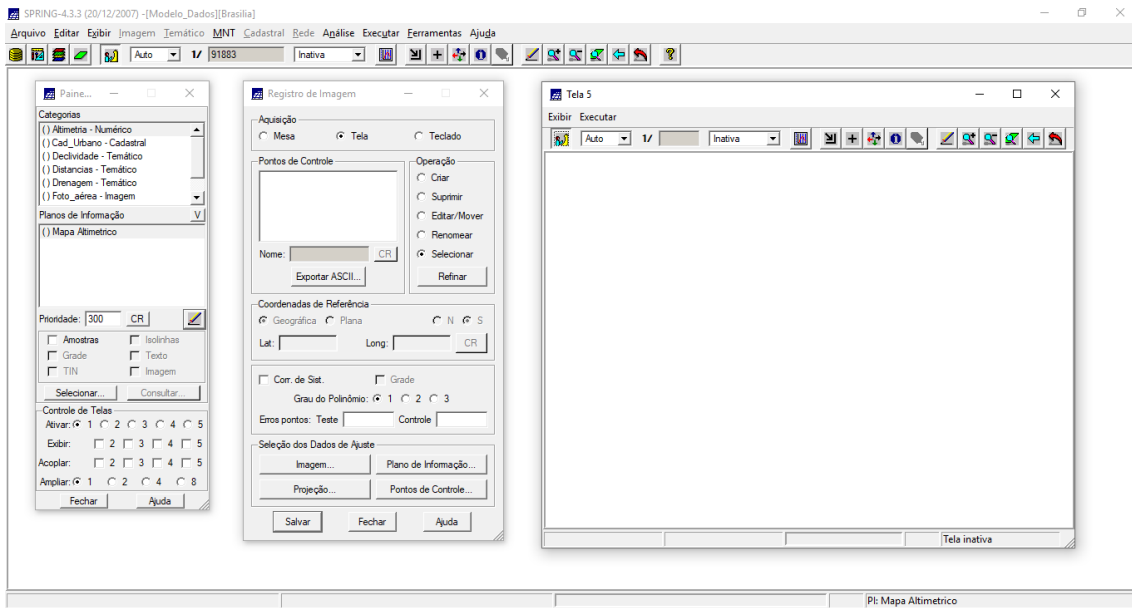 SPRING-4.3.3 (20/12/2007) -[Modelo_Dados][Brasilia]
Arquivo Editar Exibir Imagem Temático MNT Cadastral Rede Análise Executar Ferramentas Ajuda
Auto 1/ 91883 Inativa
Paine...
Categorias
() Altimetria - Numérico
() Cad_Urbano - Cadastral
() Declividade - Temático
() Distancias - Temático
() Drenagem - Temático
() Foto_aérea - Imagem
Planos de Informação V
() Mapa Altimetrico
Prioridade: 300 CR
Amostras Isolinhas
Grade Texto
TIN Imagem
Selecionar... Consultar...
Controle de Telas
Ativar: 1 2 3 4 5
Exibir: 2 3 4 5
Acoplar: 2 3 4 5
Ampliar: 1 2 4 8
Fechar Ajuda
Registro de Imagem
Aquisição
Mesa Tela Teclado
Pontos de Controle
Nome: CR
Exportar ASCII...
Operação
Criar
Suprimir
Editar/Mover
Renomear
Selecionar
Refinar
Coordenadas de Referência
Geográfica Plana N S
Lat: Long: CR
Corr. de Sist. Grade
Grau do Polinômio: 1 2 3
Erros pontos: Teste Controle
Seleção dos Dados de Ajuste
Imagem... Plano de Informação...
Projeção... Pontos de Controle...
Salvar Fechar Ajuda
Tela 5
Exibir Executar
Auto 1/ Inativa
Tela inativa
PI: Mapa Altimetrico